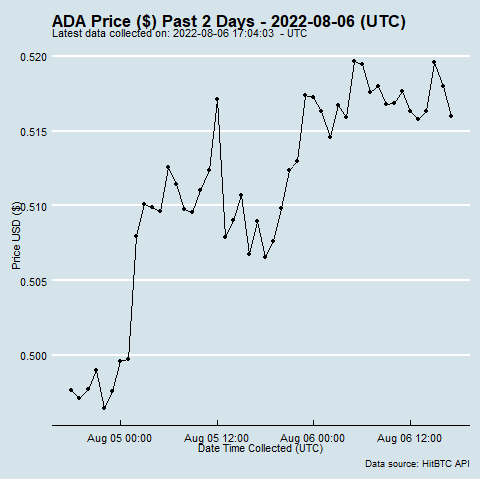 ADA Price ($) Past 2 Days - 2022-08-06 (UTC)
Latest data collected on: 2022-08-06 17:04:03 - UTC
0.520
0.515
0.510
0.505
0.500
Price USD ($)
Aug 05 00:00 Aug 05 12:00 Aug 06 00:00 Aug 06 12:00
Date Time Collected (UTC)
Data source: HitBTC API